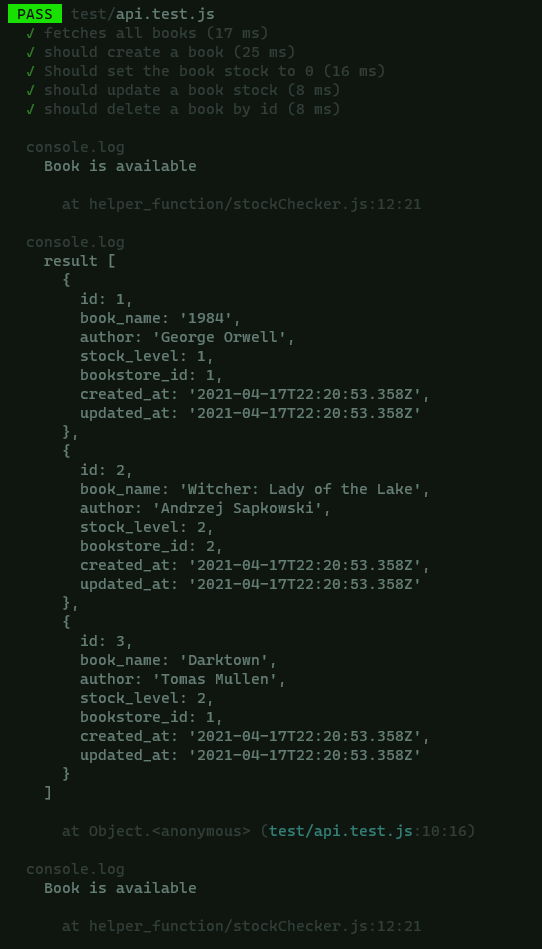 PASS test/api.test.js
✓ fetches all books (17 ms)
✓ should create a book (25 ms)
✓ Should set the book stock to 0 (16 ms)
✓ should update a book stock (8 ms)
✓ should delete a book by id (8 ms)
console.log
Book is available
at helper_function/stockChecker.js:12:21
console.log
result [
{
id: 1,
book_name: '1984',
author: 'George Orwell',
stock_level: 1,
bookstore_id: 1,
created_at: '2021-04-17T22:20:53.358Z',
updated_at: '2021-04-17T22:20:53.358Z'
},
{
id: 2,
book_name: 'Witcher: Lady of the Lake',
author: 'Andrzej Sapkowski',
stock_level: 2,
bookstore_id: 2,
created_at: '2021-04-17T22:20:53.358Z',
updated_at: '2021-04-17T22:20:53.358Z'
},
{
id: 3,
book_name: 'Darktown',
author: 'Tomas Mullen',
stock_level: 2,
bookstore_id: 1,
created_at: '2021-04-17T22:20:53.358Z',
updated_at: '2021-04-17T22:20:53.358Z'
}
]
at Object.<anonymous> (test/api.test.js:10:16)
console.log
Book is available
at helper_function/stockChecker.js:12:21